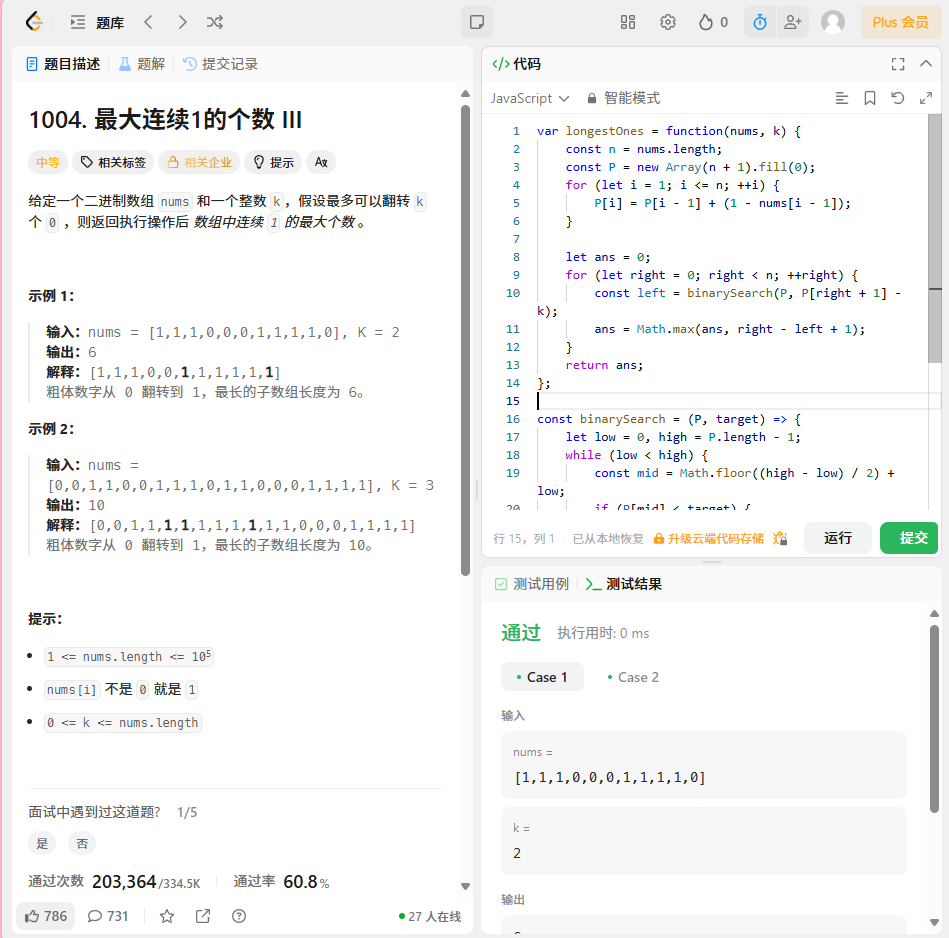 题库
0
Plus 会员
题目描述
题解
提交记录
1004. 最大连续1的个数 III
中等
相关标签
相关企业
提示
给定一个二进制数组 nums 和一个整数 k，假设最多可以翻转 k
个 0 ，则返回执行操作后 数组中连续 1 的最大个数 。
示例 1：
输入：nums = [1,1,1,0,0,0,1,1,1,1,0], K = 2
输出：6
解释：[1,1,1,0,0,1,1,1,1,1,1]
粗体数字从 0 翻转到 1，最长的子数组长度为 6。
示例 2：
输入：nums =
[0,0,1,1,0,0,1,1,1,0,1,1,0,0,0,1,1,1,1], K = 3
输出：10
解释：[0,0,1,1,1,1,1,1,1,1,1,1,0,0,0,1,1,1,1]
粗体数字从 0 翻转到 1，最长的子数组长度为 10。
提示：
1 <= nums.length <= 10⁵
nums[i] 不是 0 就是 1
0 <= k <= nums.length
面试中遇到过这道题? 1/5
是
否
通过次数 203,364/334.5K
通过率 60.8%
786
731
27 人在线
</> 代码
JavaScript
智能模式
1 var longestOnes = function(nums, k) {
2 const n = nums.length;
3 const P = new Array(n + 1).fill(0);
4 for (let i = 1; i <= n; ++i) {
5 P[i] = P[i - 1] + (1 - nums[i - 1]);
6 }
7
8 let ans = 0;
9 for (let right = 0; right < n; ++right) {
10 const left = binarySearch(P, P[right + 1] -
k);
11 ans = Math.max(ans, right - left + 1);
12 }
13 return ans;
14 };
15
16 const binarySearch = (P, target) => {
17 let low = 0, high = P.length - 1;
18 while (low < high) {
19 const mid = Math.floor((high - low) / 2) +
low;
20 if (P[mid] < target) {
行 15，列 1
已从本地恢复
升级云端代码存储
运行
提交
测试用例
测试结果
通过
执行用时: 0 ms
Case 1
Case 2
输入
nums =
[1,1,1,0,0,0,1,1,1,1,0]
k =
2
输出